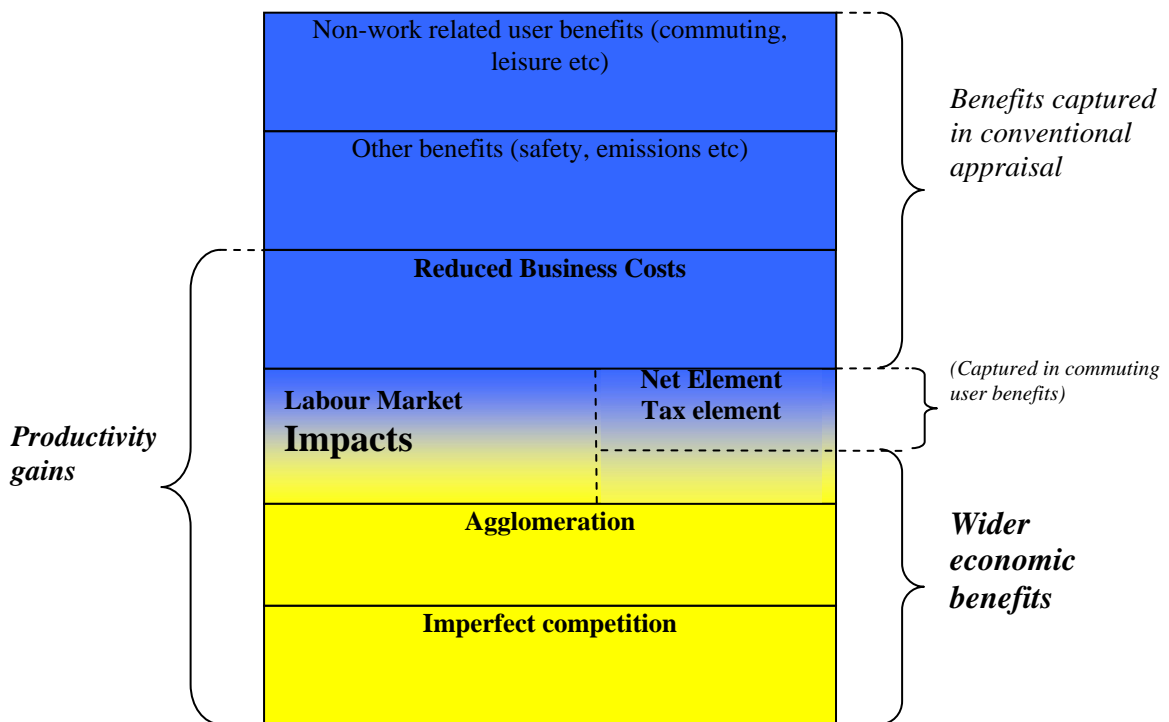 Non-work related user benefits (commuting,
leisure etc)
Benefits captured
in conventional
appraisal
Other benefits (safety, emissions etc)
Reduced Business Costs
(Captured in commuting
user benefits)
Net Element
Tax element
Labour Market
Impacts
Productivity
gains
Agglomeration
Wider
economic
benefits
Imperfect competition